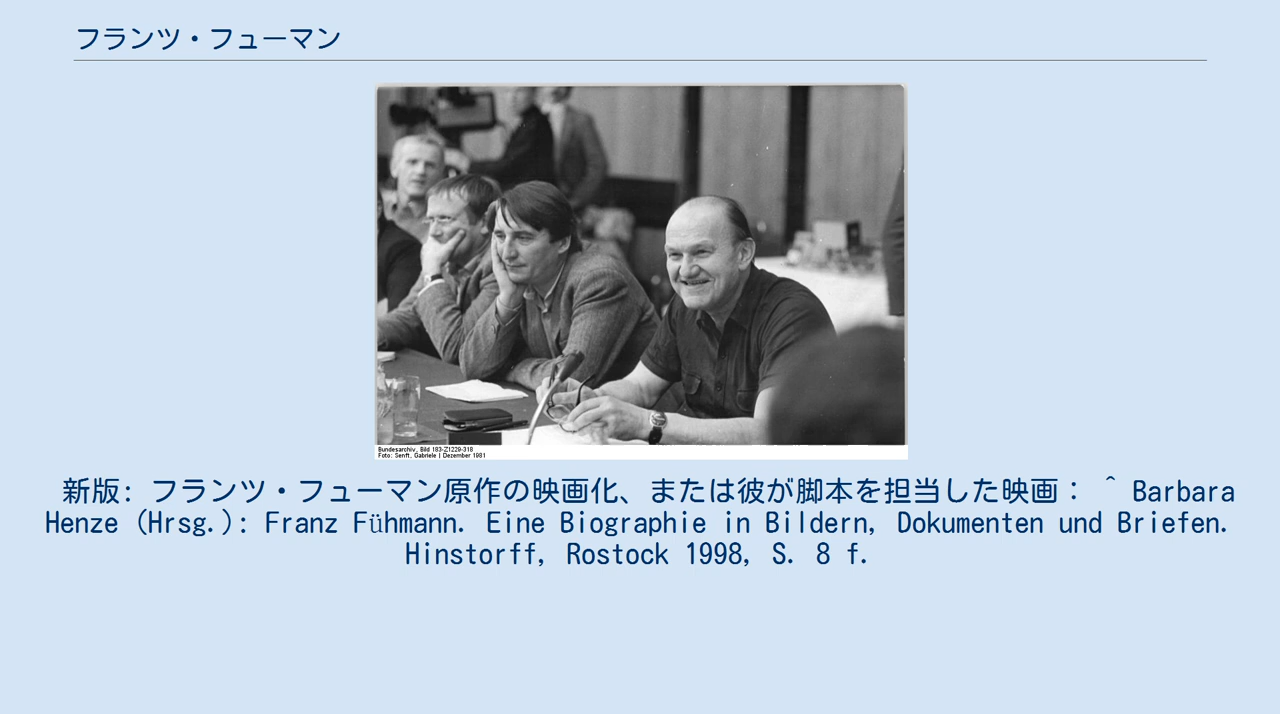 フランツ・フューマン
Bundesarchiv, Bild 183-Z1229-318
Foto: Senft, Gabriele | Dezember 1981
新版: フランツ・フューマン原作の映画化、または彼が脚本を担当した映画： ^ Barbara
Henze (Hrsg.): Franz Fühmann. Eine Biographie in Bildern, Dokumenten und Briefen.
Hinstorff, Rostock 1998, S. 8 f.